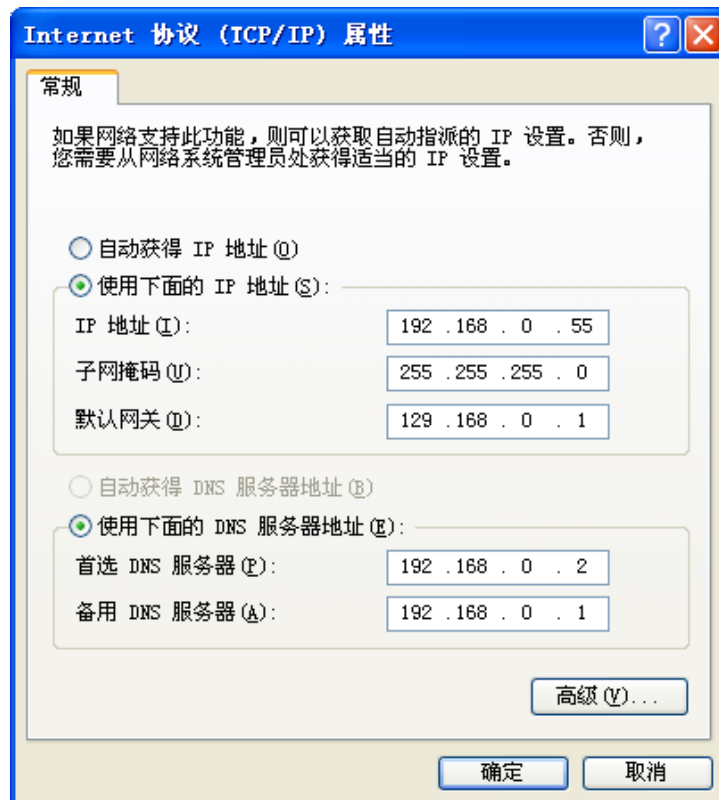 Internet 协议 (TCP/IP) 属性
常规
如果网络支持此功能，则可以获取自动指派的 IP 设置。否则，
您需要从网络系统管理员处获得适当的 IP 设置。
自动获得 IP 地址(O)
使用下面的 IP 地址(S):
IP 地址(I): 192 .168 . 0 . 55
子网掩码(U): 255 .255 .255 . 0
默认网关(D): 129 .168 . 0 . 1
自动获得 DNS 服务器地址(B)
使用下面的 DNS 服务器地址(E):
首选 DNS 服务器(P): 192 .168 . 0 . 2
备用 DNS 服务器(A): 192 .168 . 0 . 1
高级(V)...
确定 取消